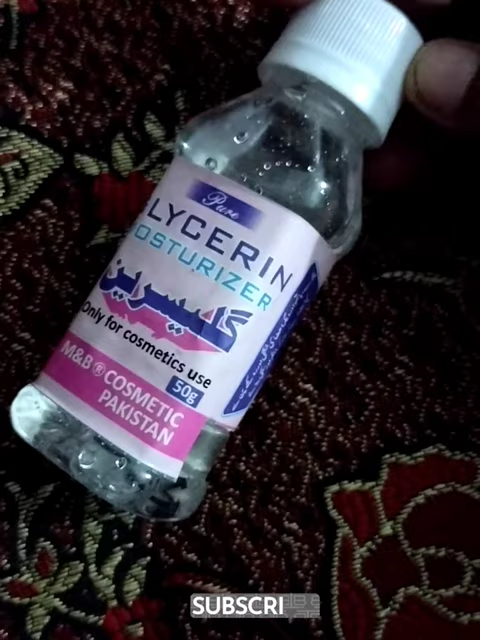 Pure
LYCERIN
OSTURIZER
گلیسرین
Only for cosmetics use
50g
M&B® COSMETIC
PAKISTAN
SUBSCRI